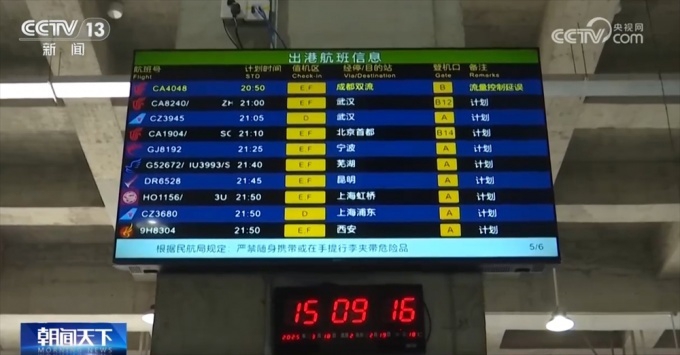 CCTV 13
新闻
央视网
CCTV.com
出港航班信息
航班号 计划时间 值机区 经停/目的站 登机口 备注
Flight STD Check-in Via/Destination Gate Remarks
CA4048 20:50 E.F 成都双流 B 流量控制延误
CA8240/ ZH 21:00 E.F 武汉 B12 计划
CZ3945 21:05 D 武汉 A 计划
CA1904/ SC 21:10 E.F 北京首都 B14 计划
GJ8192 21:25 E.F 宁波 A 计划
G52672/ IU3993/S 21:40 E.F 芜湖 A 计划
DR6528 21:45 E.F 昆明 A 计划
HO1156/ 3U 21:50 E.F 上海虹桥 A 计划
CZ3680 21:50 D 上海浦东 A 计划
9H8304 21:50 E.F 西安 A 计划
根据民航局规定：严禁随身携带或在手提行李夹带危险品 5/6
15 09 16
朝闻天下
MORNING NEWS